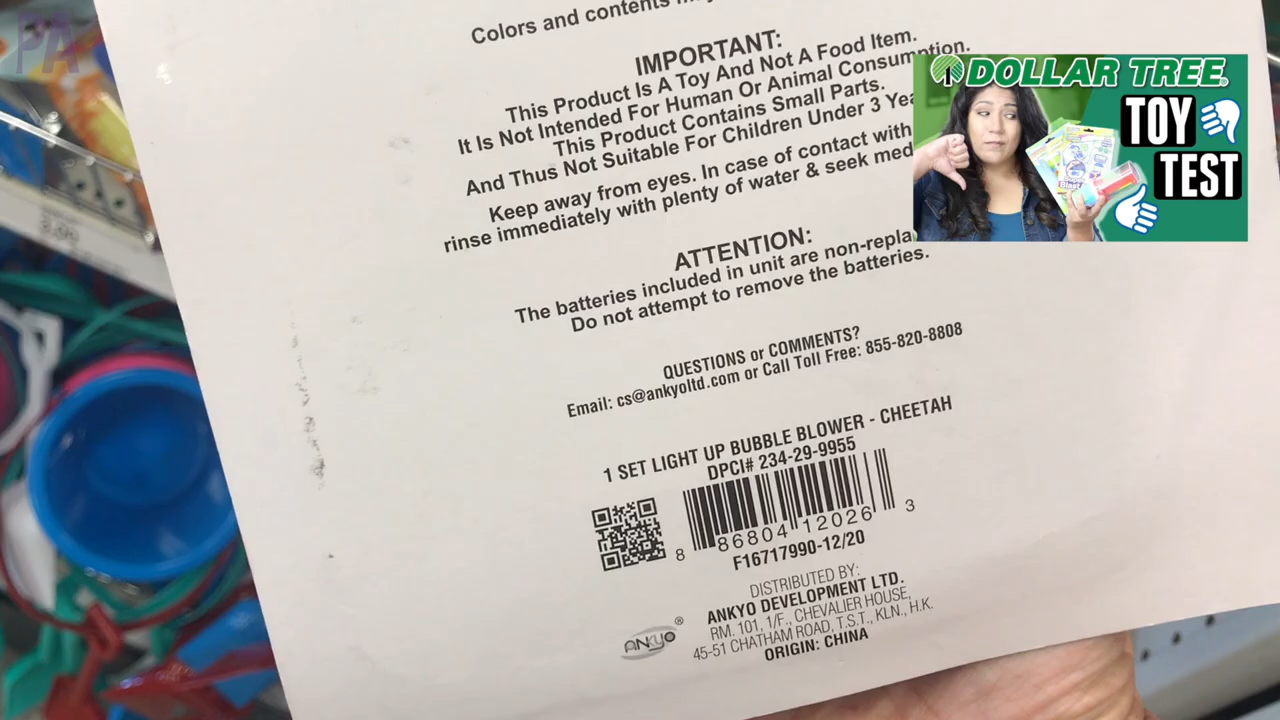 PA
Colors and contents
IMPORTANT:
This Product Is A Toy And Not A Food Item.
It Is Not Intended For Human Or Animal Consumption.
This Product Contains Small Parts.
And Thus Not Suitable For Children Under 3
Keep away from eyes. In case of contact with
rinse immediately with plenty of water & seek
ATTENTION:
The batteries included in unit are
Do not attempt to remove the batteries.
QUESTIONS or COMMENTS?
Email: cs@ankyoltd.com or Call Toll Free: 855-820-8808
1 SET LIGHT UP BUBBLE BLOWER - CHEETAH
DPCI# 234-29-9955
8 86804 12026 3
F16717990-12/20
DISTRIBUTED BY:
ANKYO DEVELOPMENT LTD.
RM. 101, 1/F., CHEVALIER HOUSE,
45-51 CHATHAM ROAD, T.S.T., KLN., H.K.
ORIGIN: CHINA
ANKYO®
DOLLAR TREE
TOY
TEST